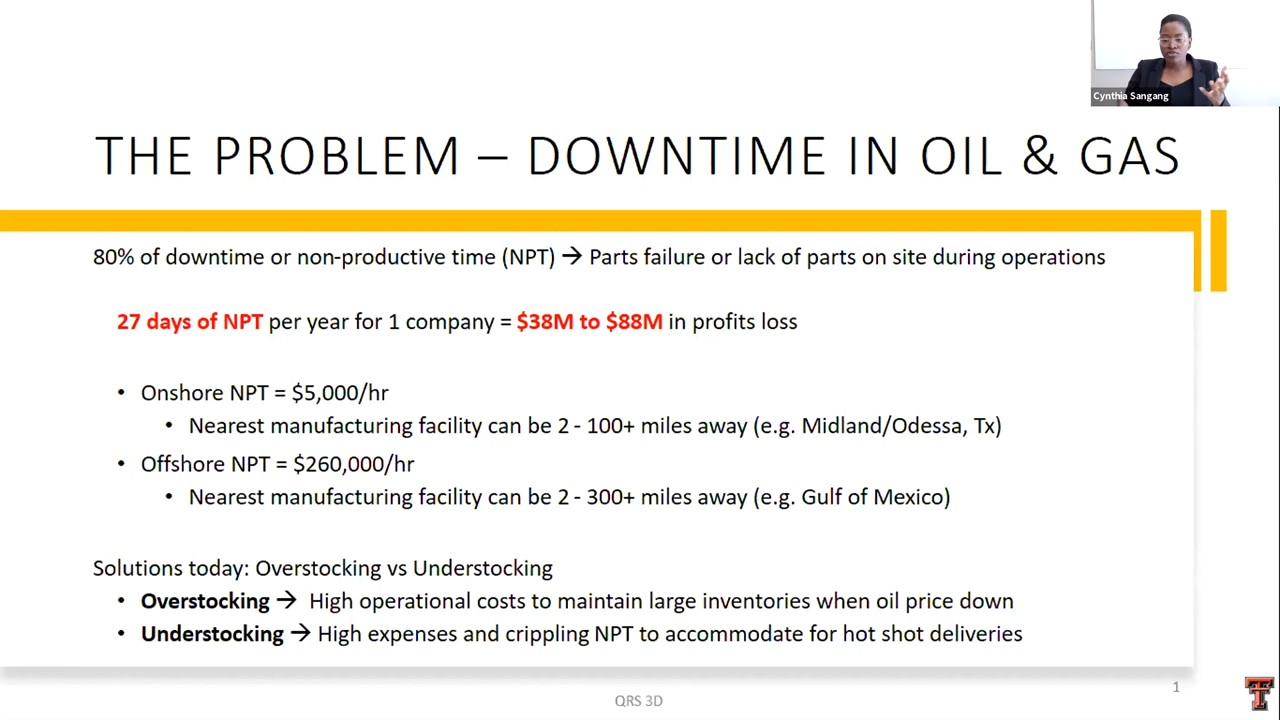 Cynthia Sangang
THE PROBLEM – DOWNTIME IN OIL & GAS
80% of downtime or non-productive time (NPT) → Parts failure or lack of parts on site during operations
27 days of NPT per year for 1 company = $38M to $88M in profits loss
• Onshore NPT = $5,000/hr
• Nearest manufacturing facility can be 2 - 100+ miles away (e.g. Midland/Odessa, Tx)
• Offshore NPT = $260,000/hr
• Nearest manufacturing facility can be 2 - 300+ miles away (e.g. Gulf of Mexico)
Solutions today: Overstocking vs Understocking
• Overstocking → High operational costs to maintain large inventories when oil price down
• Understocking → High expenses and crippling NPT to accommodate for hot shot deliveries
1
QRS 3D